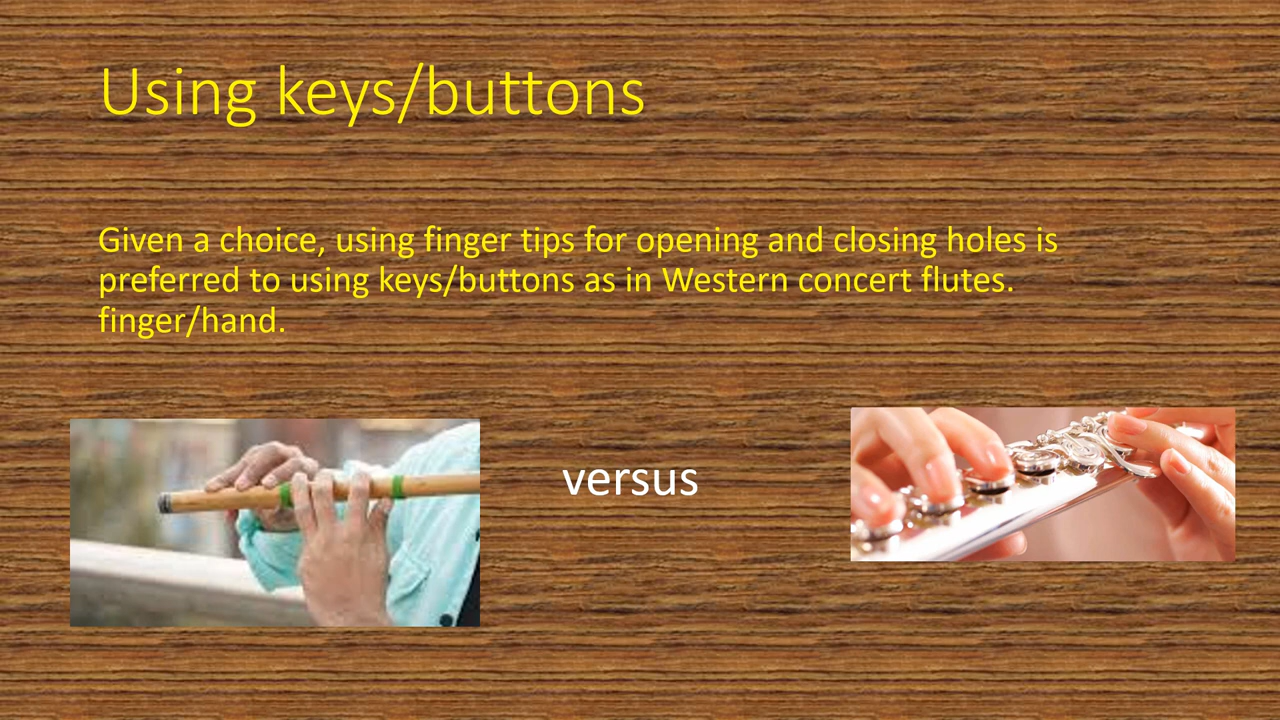 Using keys/buttons
Given a choice, using finger tips for opening and closing holes is
preferred to using keys/buttons as in Western concert flutes.
finger/hand.
versus